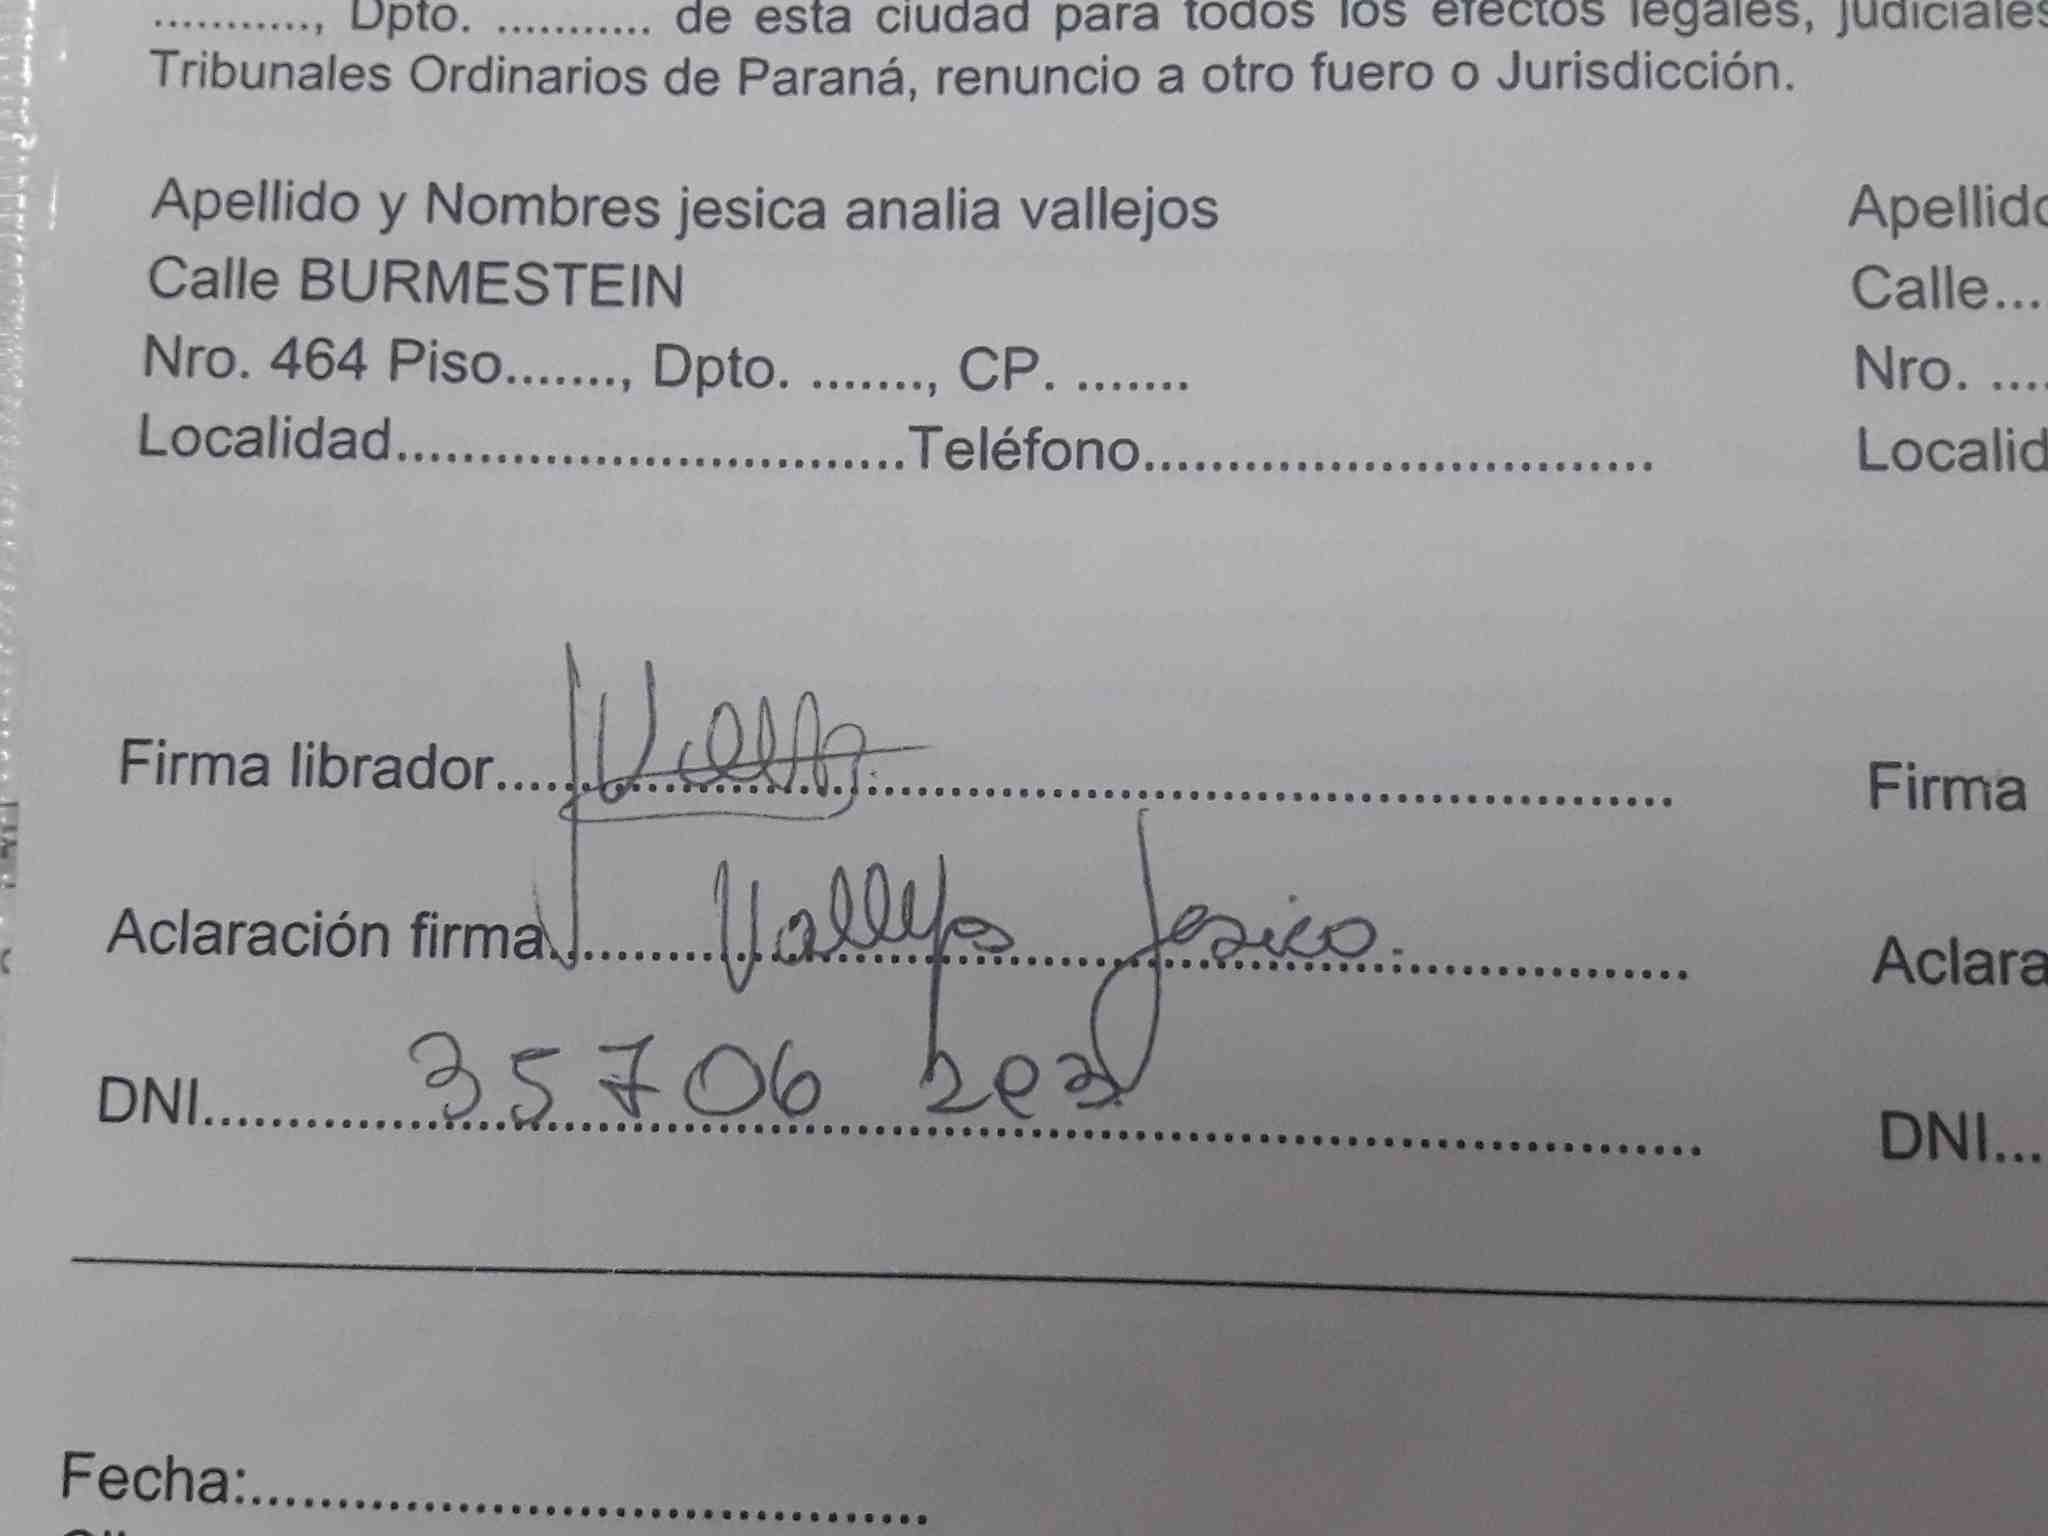 ............, Dpto. ........... de esta ciudad para todos los efectos legales, judiciales
Tribunales Ordinarios de Paraná, renuncio a otro fuero o Jurisdicción.
Apellido y Nombres jesica analia vallejos
Calle BURMESTEIN
Nro. 464 Piso......., Dpto. ......., CP. .......
Localidad...............................Teléfono...............................
Firma librador.....
Aclaración firma....... Vallejos Jesica.
DNI............ 35706
Fecha:........................................
Apellido
Calle...
Nro. ....
Localid
Firma
Aclara
DNI...